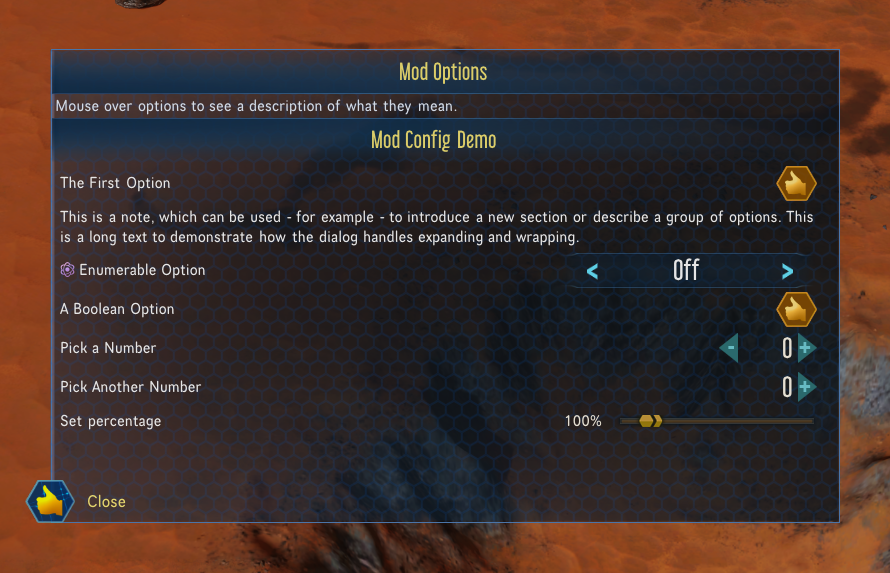 Mod Options
Mouse over options to see a description of what they mean.
Mod Config Demo
The First Option
This is a note, which can be used - for example - to introduce a new section or describe a group of options. This
is a long text to demonstrate how the dialog handles expanding and wrapping.
Enumerable Option < Off >
A Boolean Option
Pick a Number - 0 +
Pick Another Number 0 +
Set percentage 100%
Close